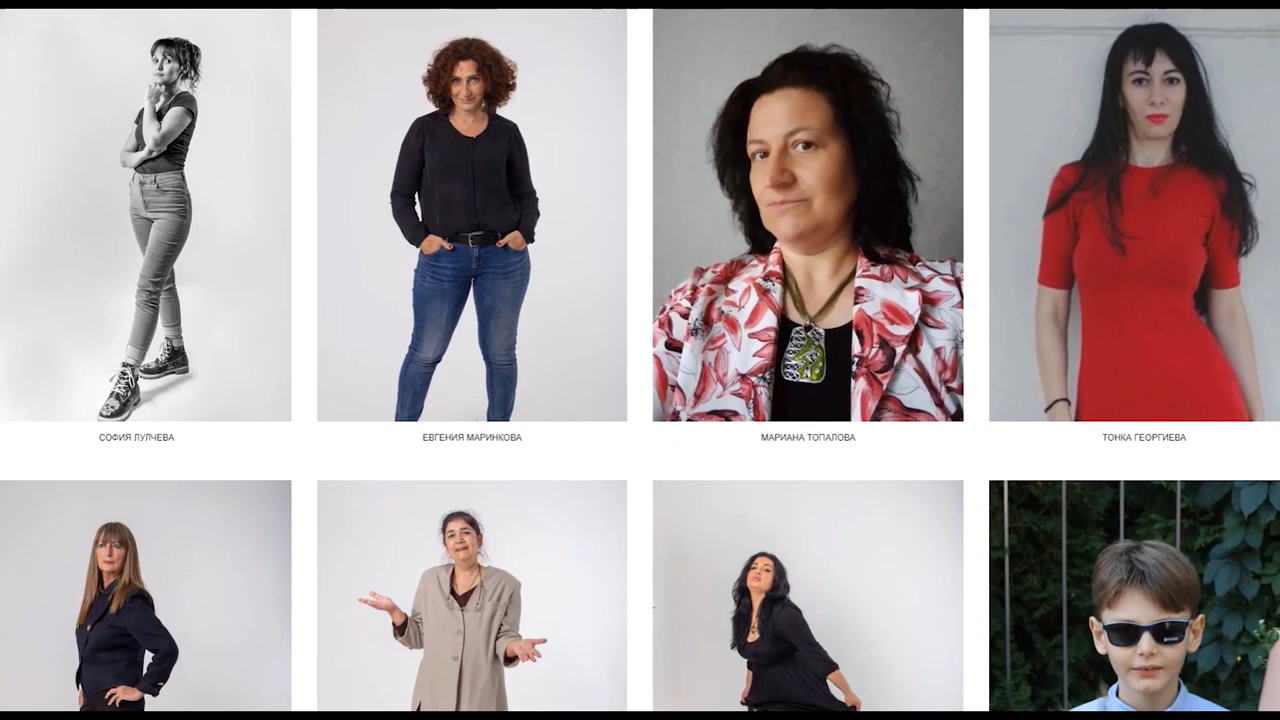 СОФИЯ ЛУЛЧЕВА
ЕВГЕНИЯ МАРИНКОВА
МАРИАНА ТОПАЛОВА
ТОНКА ГЕОРГИЕВА